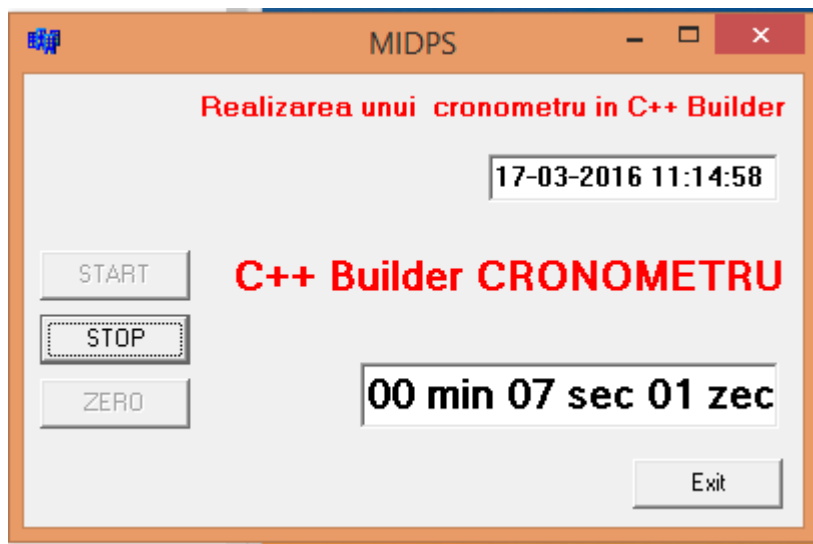 MIDPS
Realizarea unui cronometru in C++ Builder
17-03-2016 11:14:58
START
C++ Builder CRONOMETRU
STOP
ZERO
00 min 07 sec 01 zec
Exit